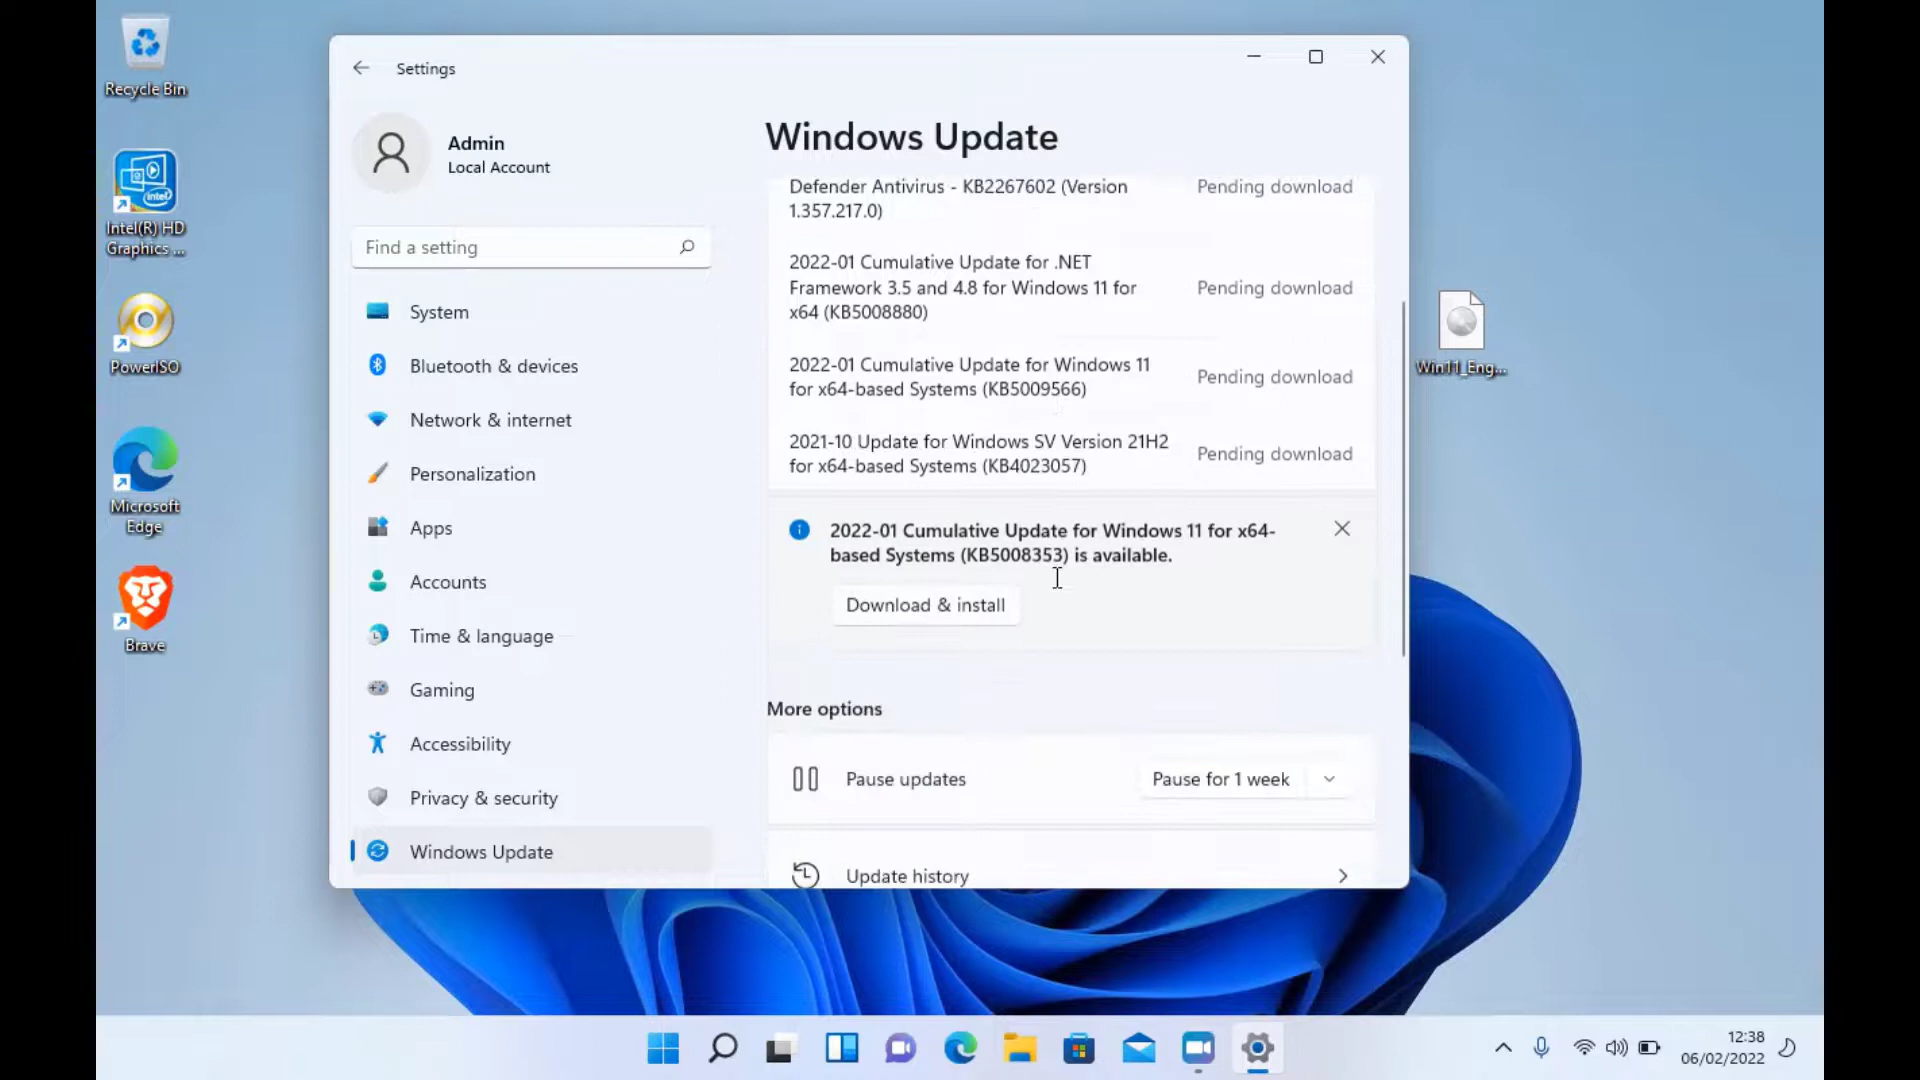 Recycle Bin
Intel(R) HD
Graphics ...
PowerISO
Microsoft
Edge
Brave
Settings
Admin
Local Account
Find a setting
System
Bluetooth & devices
Network & internet
Personalization
Apps
Accounts
Time & language
Gaming
Accessibility
Privacy & security
Windows Update
Windows Update
Defender Antivirus - KB2267602 (Version
1.357.217.0)
Pending download
2022-01 Cumulative Update for .NET
Framework 3.5 and 4.8 for Windows 11 for
x64 (KB5008880)
Pending download
2022-01 Cumulative Update for Windows 11
for x64-based Systems (KB5009566)
Pending download
2021-10 Update for Windows SV Version 21H2
for x64-based Systems (KB4023057)
Pending download
2022-01 Cumulative Update for Windows 11 for x64-
based Systems (KB5008353) is available.
Download & install
More options
Pause updates
Pause for 1 week
Update history
Win11_Eng...
12:38
06/02/2022
intel